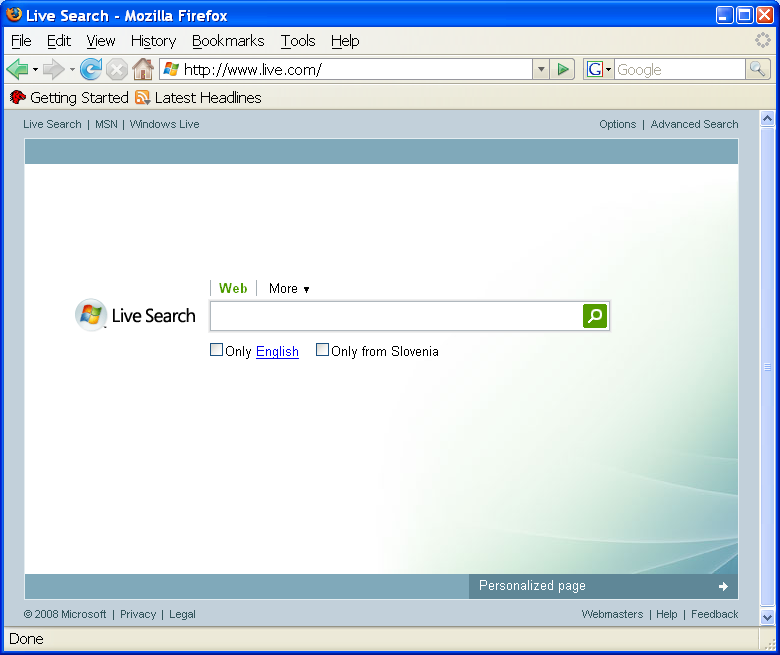 Live Search - Mozilla Firefox
File Edit View History Bookmarks Tools Help
http://www.live.com/ G Google
Getting Started Latest Headlines
Live Search | MSN | Windows Live Options | Advanced Search
Web More ▼
Live Search
Only English Only from Slovenia
Personalized page
© 2008 Microsoft | Privacy | Legal Webmasters | Help | Feedback
Done